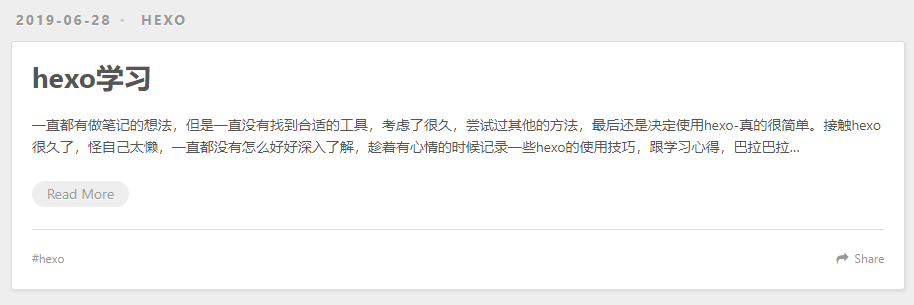 2019-06-28 · HEXO
hexo学习
一直都有做笔记的想法，但是一直没有找到合适的工具，考虑了很久，尝试过其他的方法，最后还是决定使用hexo-真的很简单。接触hexo
很久了，怪自己太懒，一直都没有怎么好好深入了解，趁着有心情的时候记录一些hexo的使用技巧，跟学习心得，巴拉巴拉...
Read More
#hexo
Share